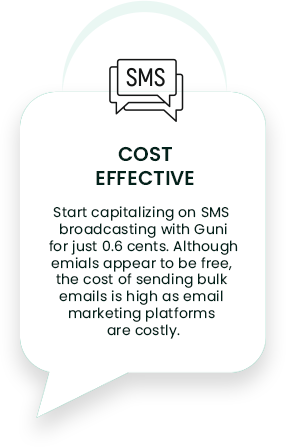 SMS
COST
EFFECTIVE
Start capitalizing on SMS
broadcasting with Guni
for just 0.6 cents. Although
emials appear to be free,
the cost of sending bulk
emails is high as email
marketing platforms
are costly.